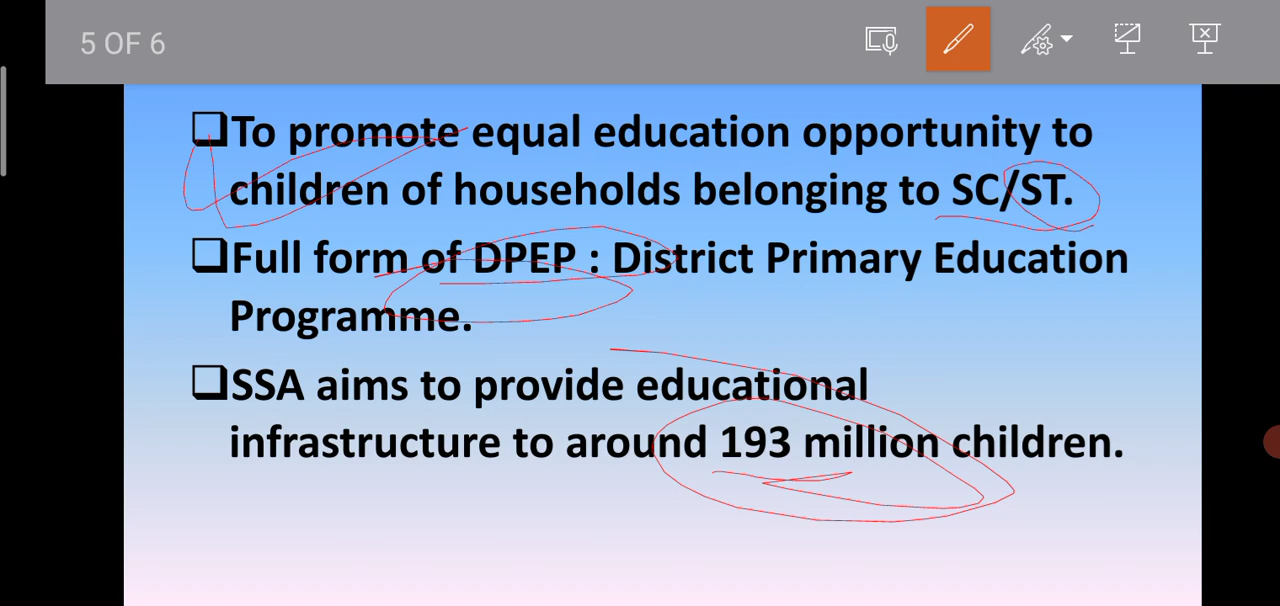 5 OF 6
To promote equal education opportunity to
children of households belonging to SC/ST.
Full form of DPEP : District Primary Education
Programme.
SSA aims to provide educational
infrastructure to around 193 million children.